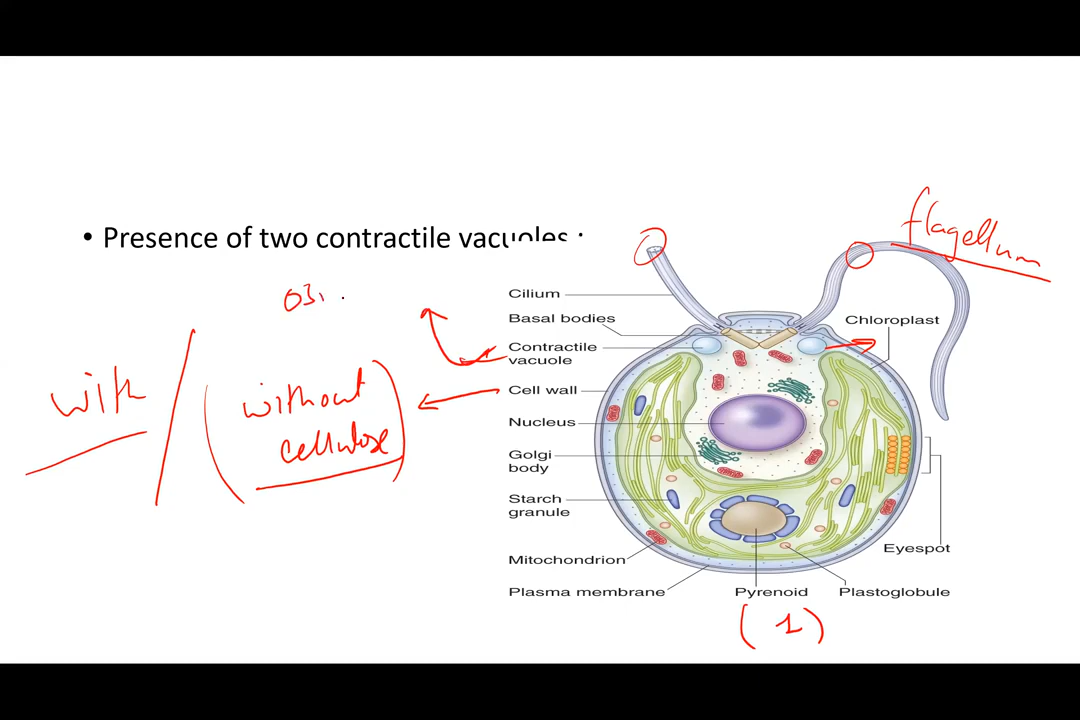 • Presence of two contractile vacuoles :
flagellum
Cilium
Basal bodies
Contractile
vacuole
Cell wall
Nucleus
Golgi
body
Starch
granule
Mitochondrion
Plasma membrane
Chloroplast
Eyespot
Pyrenoid
Plastoglobule
with / (without
cellulose)
(1)